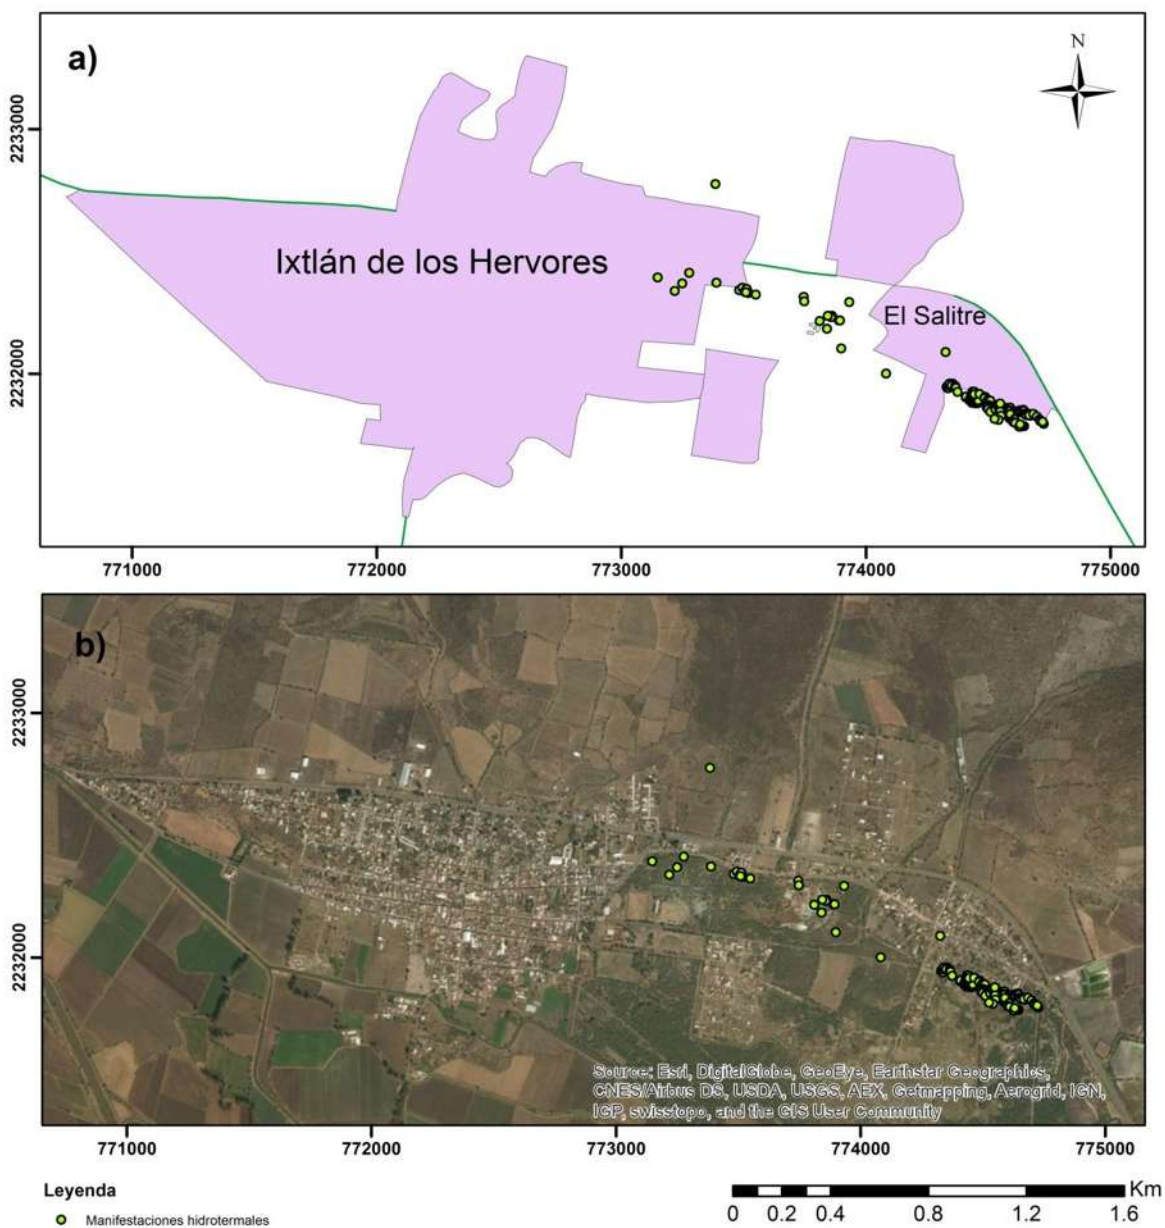 a)
N
2233000
Ixtlán de los Hervores
El Salitre
2232000
771000 772000 773000 774000 775000
b)
2233000
2232000
Source: Esri, DigitalGlobe, GeoEye, Earthstar Geographics,
CNES/Airbus DS, USDA, USGS, AEX, Getmapping, Aerogrid, IGN,
IGP, swisstopo, and the GIS User Community
771000 772000 773000 774000 775000
Leyenda
Manifestaciones hidrotermales
Km
0 0.2 0.4 0.8 1.2 1.6